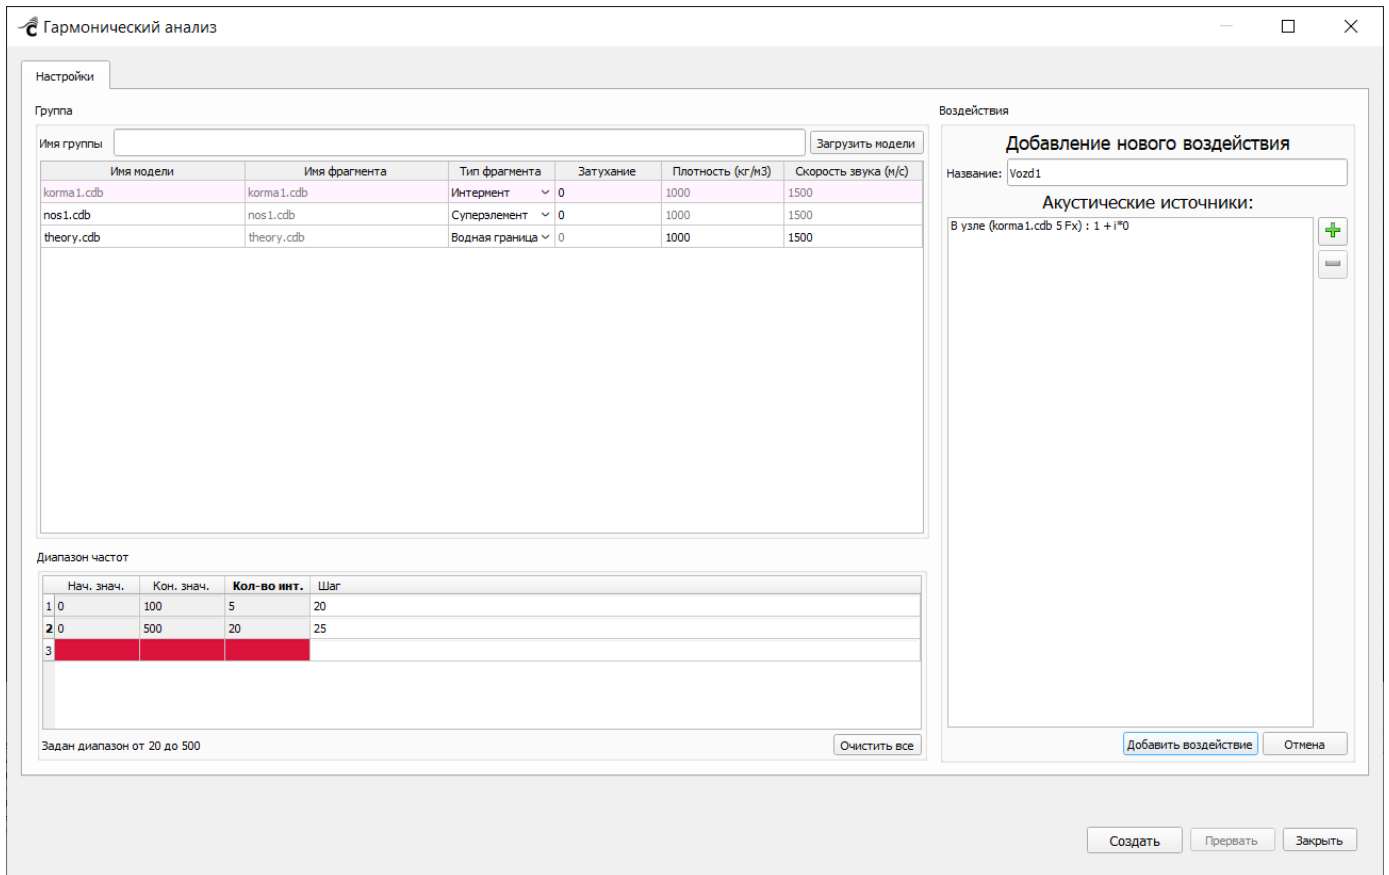 Гармонический анализ
Настройки
Группа
Имя группы
Загрузить модели
Имя модели Имя фрагмента Тип фрагмента Затухание Плотность (кг/м3) Скорость звука (м/с)
korma1.cdb korma1.cdb Интермент 0 1000 1500
nos1.cdb nos1.cdb Суперэлемент 0 1000 1500
theory.cdb theory.cdb Водная граница 0 1000 1500
Диапазон частот
Нач. знач. Кон. знач. Кол-во инт. Шаг
1 0 100 5 20
2 0 500 20 25
3
Задан диапазон от 20 до 500
Очистить все
Воздействия
Добавление нового воздействия
Название: Vozd1
Акустические источники:
В узле (korma1.cdb 5 Fx) : 1 + i*0
Добавить воздействие Отмена
Создать Прервать Закрыть